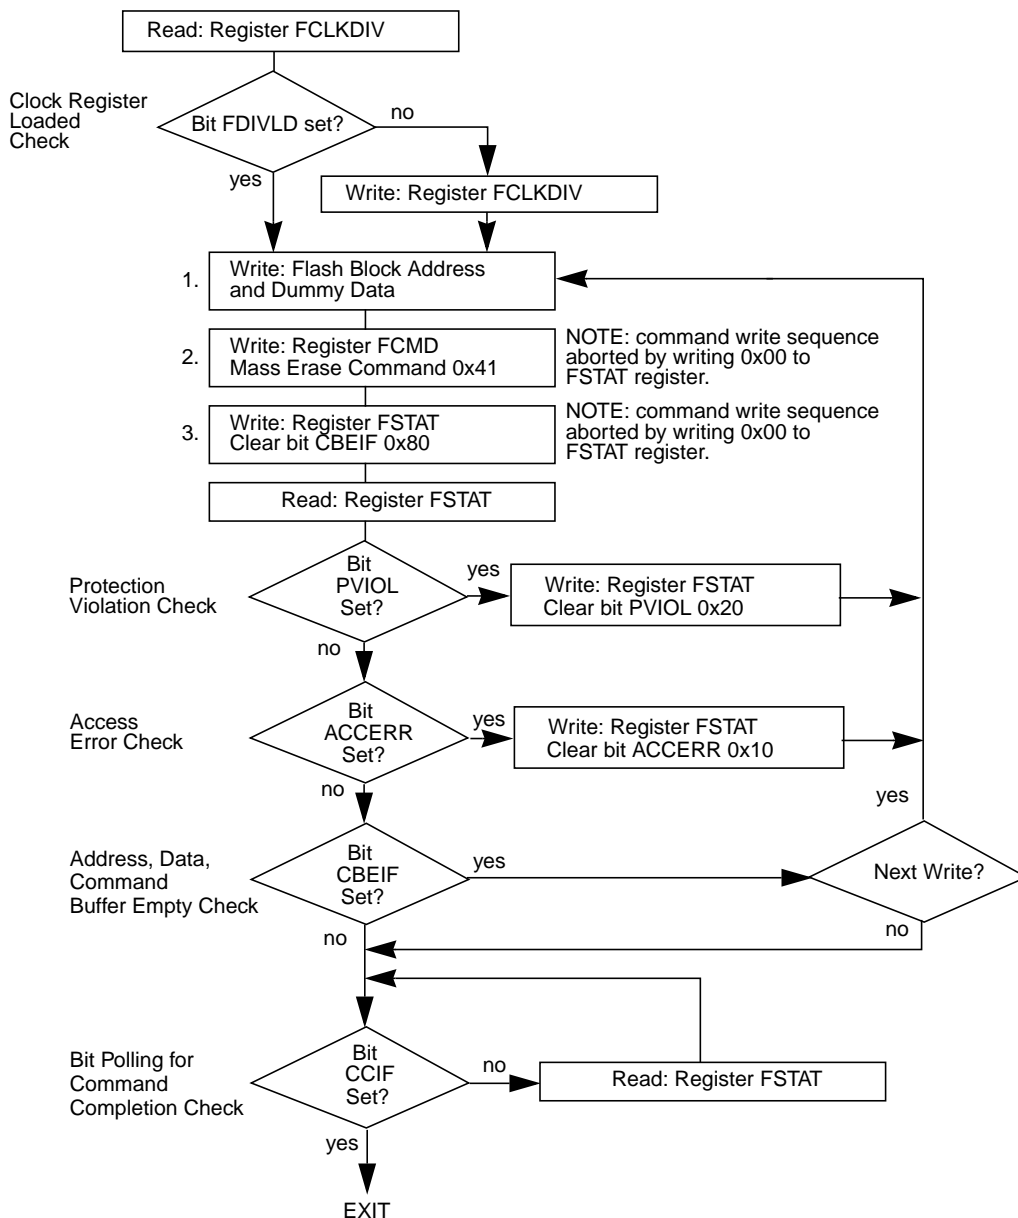 Read: Register FCLKDIV
Clock Register
Loaded
Check
Bit FDIVLD set?
no
yes
Write: Register FCLKDIV
1.
Write: Flash Block Address
and Dummy Data
2.
Write: Register FCMD
Mass Erase Command 0x41
NOTE: command write sequence
aborted by writing 0x00 to
FSTAT register.
3.
Write: Register FSTAT
Clear bit CBEIF 0x80
NOTE: command write sequence
aborted by writing 0x00 to
FSTAT register.
Read: Register FSTAT
Protection
Violation Check
Bit
PVIOL
Set?
yes
Write: Register FSTAT
Clear bit PVIOL 0x20
no
Access
Error Check
Bit
ACCERR
Set?
yes
Write: Register FSTAT
Clear bit ACCERR 0x10
no
yes
Address, Data,
Command
Buffer Empty Check
Bit
CBEIF
Set?
yes
Next Write?
no
no
Bit Polling for
Command
Completion Check
Bit
CCIF
Set?
no
Read: Register FSTAT
yes
EXIT